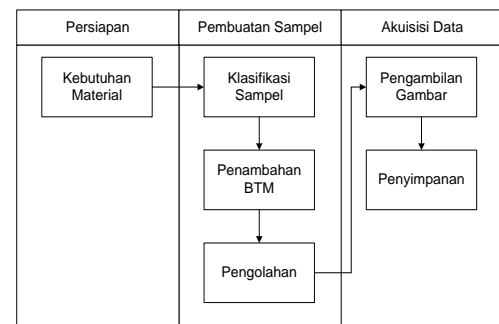 Persiapan
Pembuatan Sampel
Akuisisi Data
Kebutuhan
Material
Klasifikasi
Sampel
Penambahan
BTM
Pengolahan
Pengambilan
Gambar
Penyimpanan